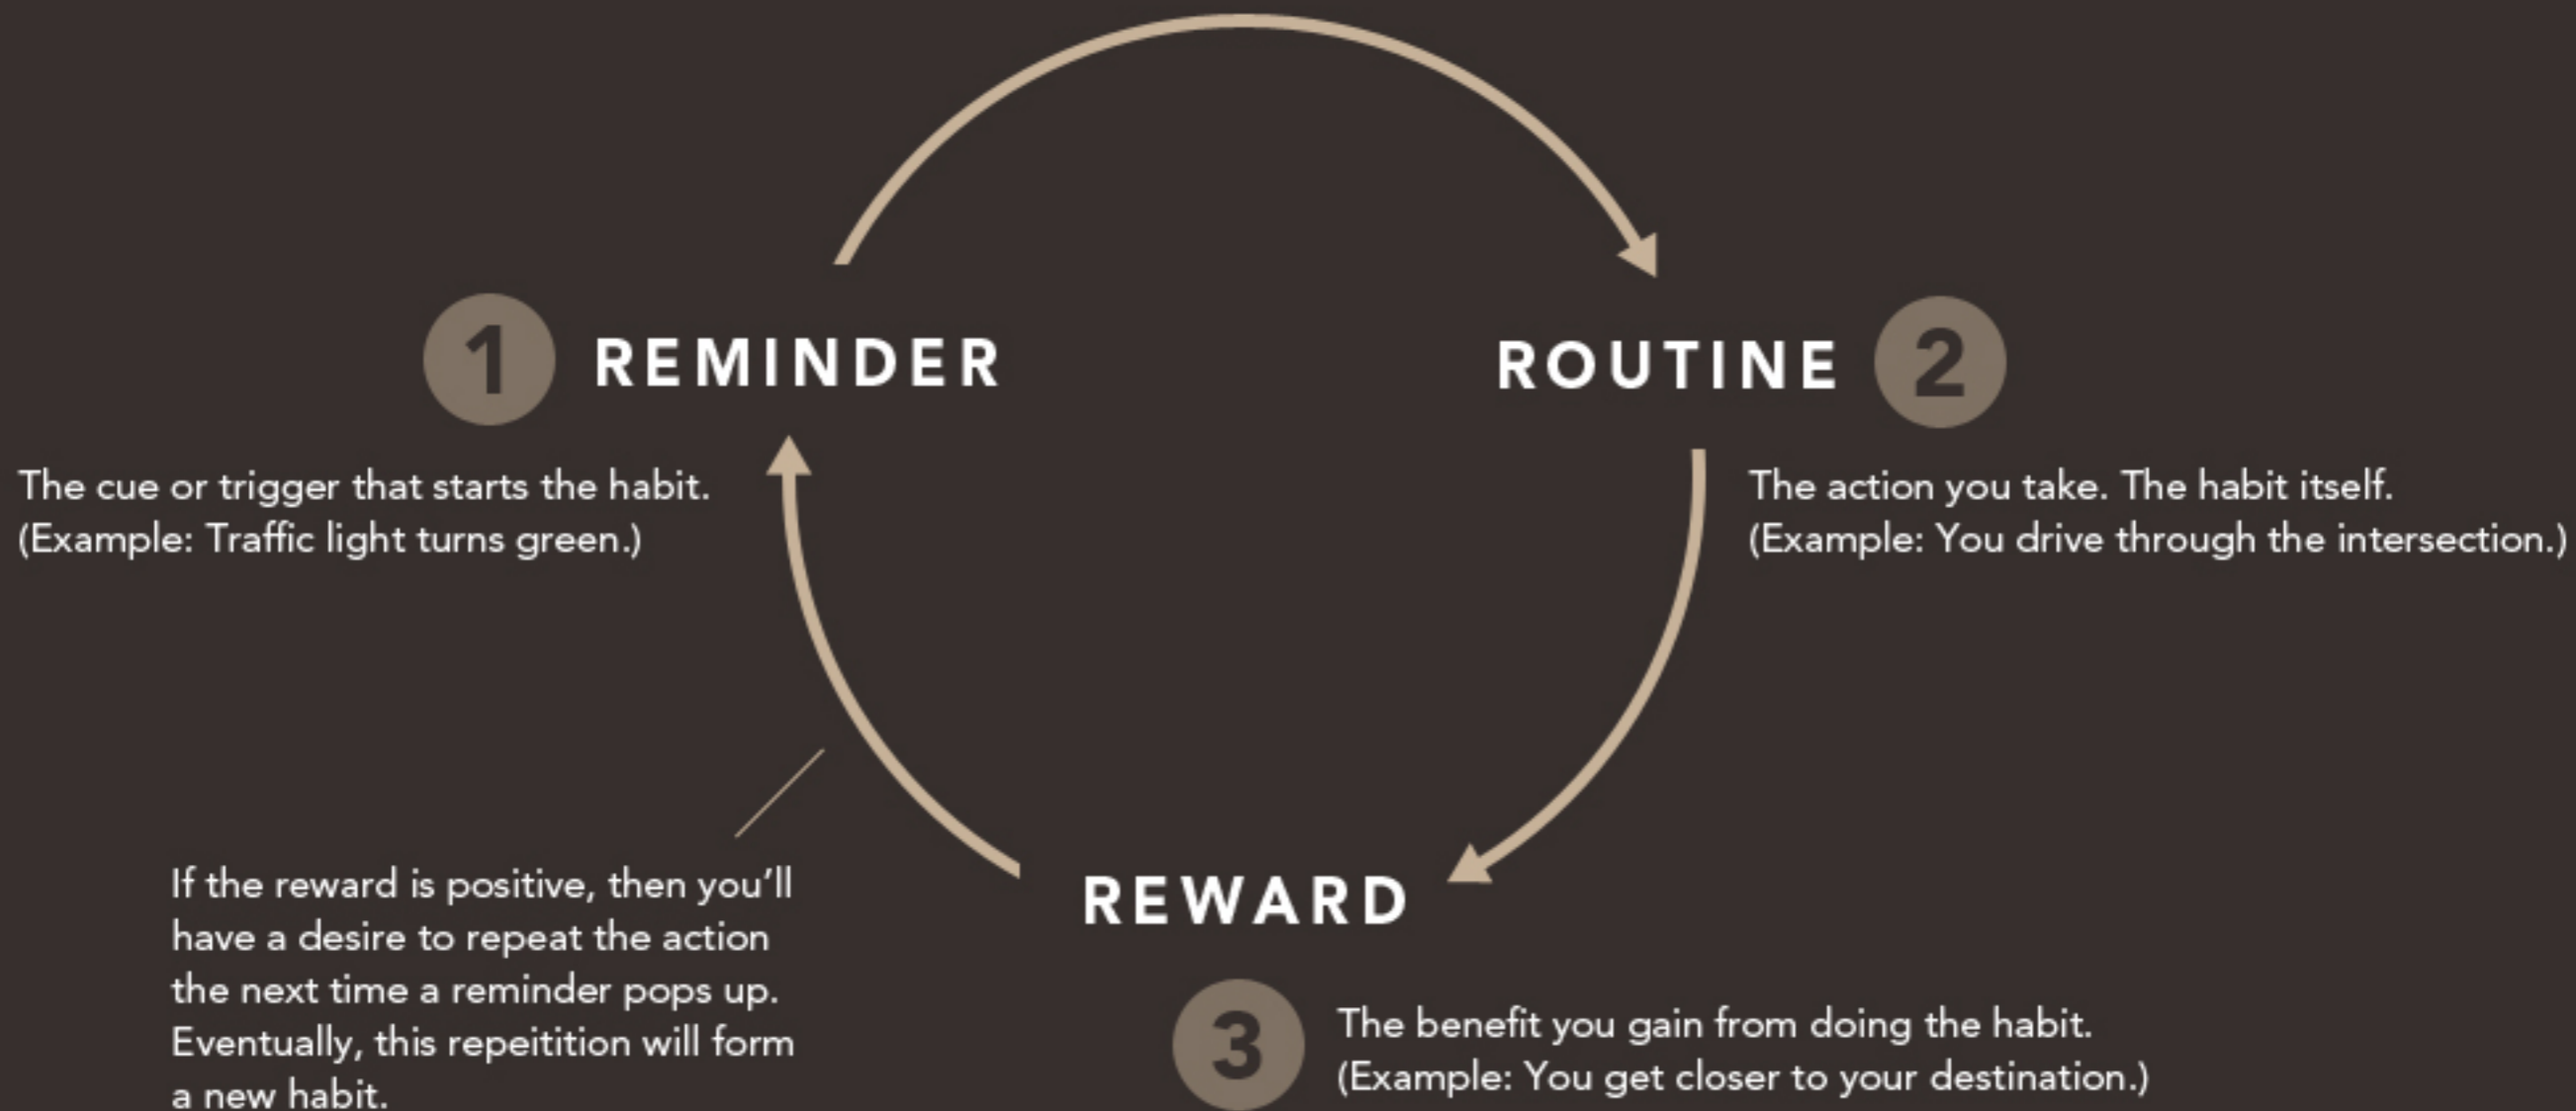 1 REMINDER
The cue or trigger that starts the habit.
(Example: Traffic light turns green.)
ROUTINE 2
The action you take. The habit itself.
(Example: You drive through the intersection.)
REWARD
3
The benefit you gain from doing the habit.
(Example: You get closer to your destination.)
If the reward is positive, then you’ll
have a desire to repeat the action
the next time a reminder pops up.
Eventually, this repeitition will form
a new habit.